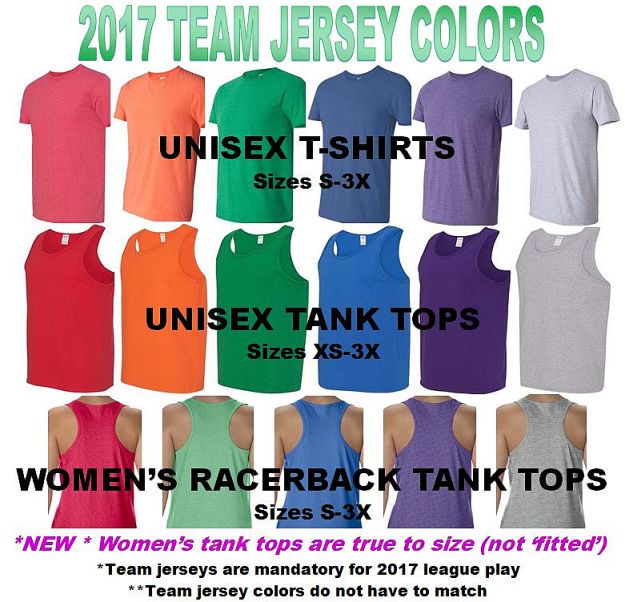 2017 TEAM JERSEY COLORS
UNISEX T-SHIRTS
Sizes S-3X
UNISEX TANK TOPS
Sizes XS-3X
WOMEN'S RACERBACK TANK TOPS
Sizes S-3X
*NEW * Women's tank tops are true to size (not 'fitted')
*Team jerseys are mandatory for 2017 league play
**Team jersey colors do not have to match